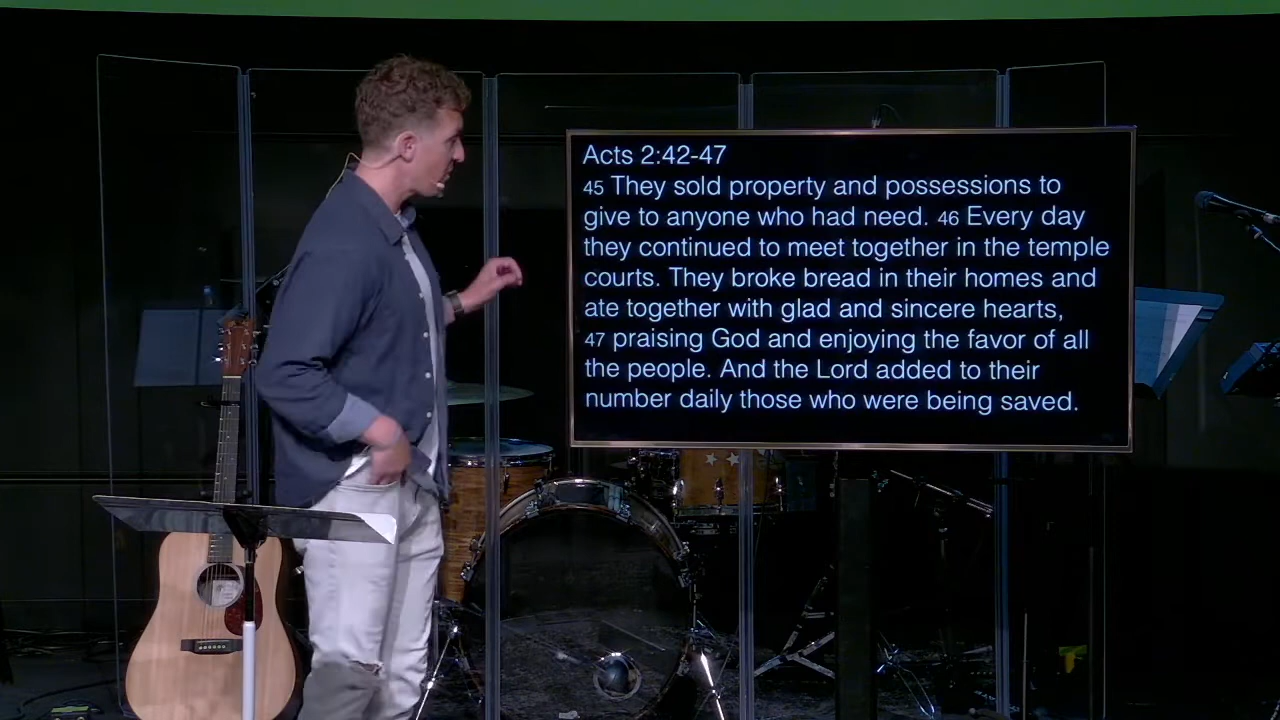 Acts 2:42-47
45 They sold property and possessions to
give to anyone who had need. 46 Every day
they continued to meet together in the temple
courts. They broke bread in their homes and
ate together with glad and sincere hearts,
47 praising God and enjoying the favor of all
the people. And the Lord added to their
number daily those who were being saved.